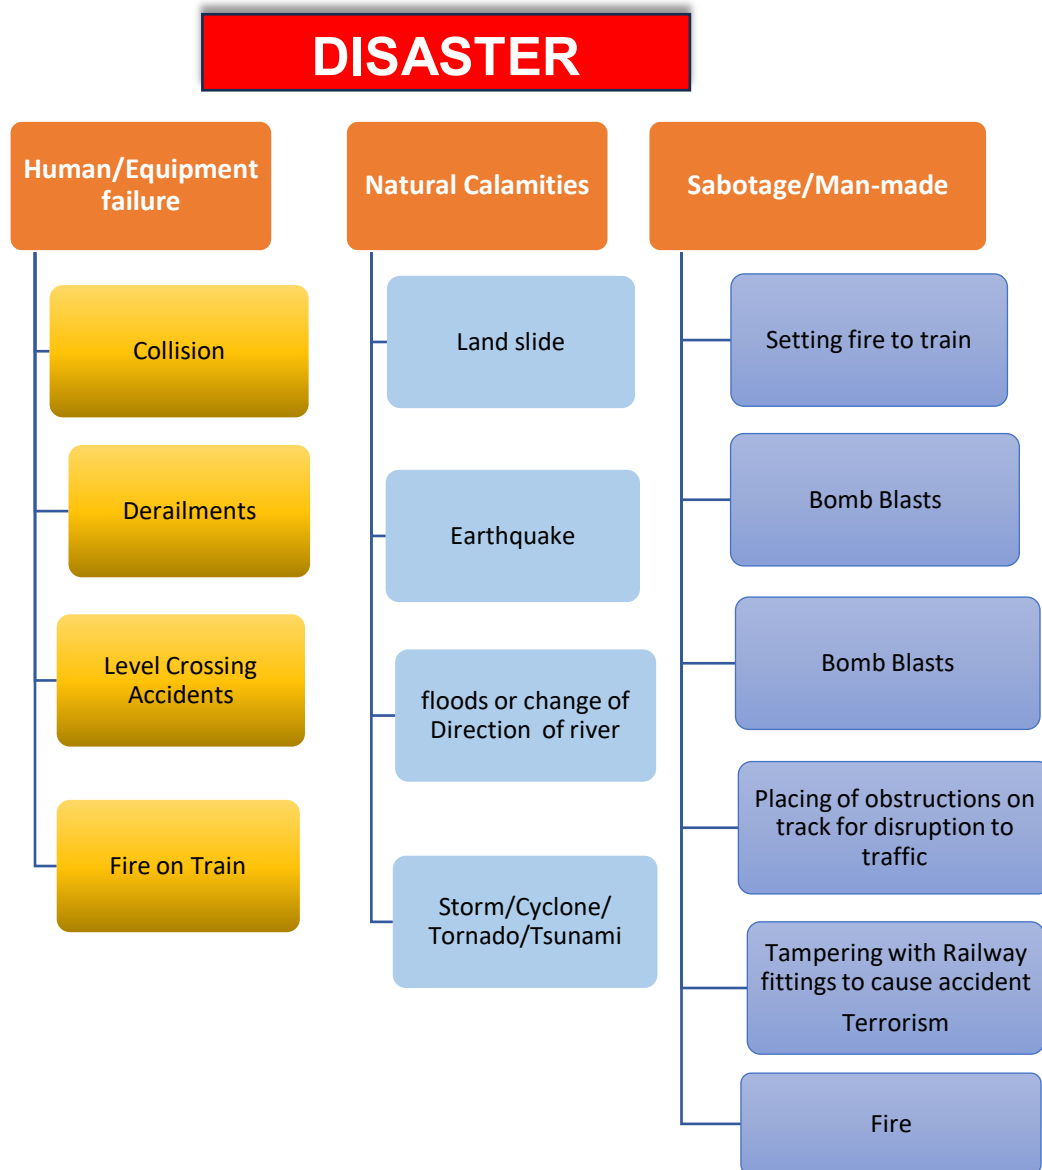 DISASTER
Human/Equipment
failure
Collision
Derailments
Level Crossing
Accidents
Fire on Train
Natural Calamities
Land slide
Earthquake
floods or change of
Direction of river
Storm/Cyclone/
Tornado/Tsunami
Sabotage/Man-made
Setting fire to train
Bomb Blasts
Bomb Blasts
Placing of obstructions on
track for disruption to
traffic
Tampering with Railway
fittings to cause accident
Terrorism
Fire